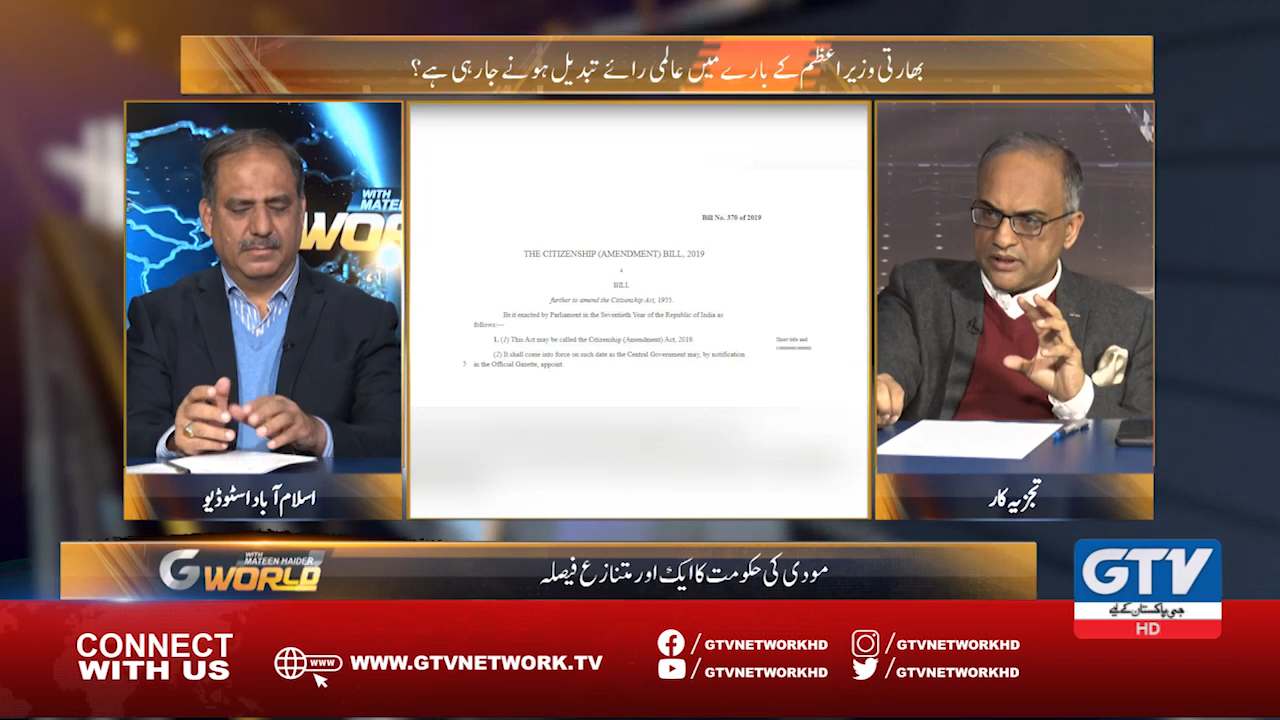 بھارتی وزیراعظم کے بارے میں عالمی رائے تبدیل ہونے جا رہی ہے؟
WITH
MATEE
WOR
Bill No. 370 of 2019
THE CITIZENSHIP (AMENDMENT) BILL, 2019
A
BILL
further to amend the Citizenship Act, 1955.
Be it enacted by Parliament in the Seventieth Year of the Republic of India as
follows:—
1. (1) This Act may be called the Citizenship (Amendment) Act, 2019.
Short title and
commencement.
(2) It shall come into force on such date as the Central Government may, by notification
5 in the Official Gazette, appoint.
اسلام آباد اسٹوڈیو
تجزیہ کار
G WITH
MATEEN HAIDER
WORLD
مودی کی حکومت کا ایک اور متنازع فیصلہ
GTV
جی پاکستان کے لیے
HD
CONNECT
WITH US
WWW
WWW.GTVNETWORK.TV
/GTVNETWORKHD
/GTVNETWORKHD
/GTVNETWORKHD
/GTVNETWORKHD